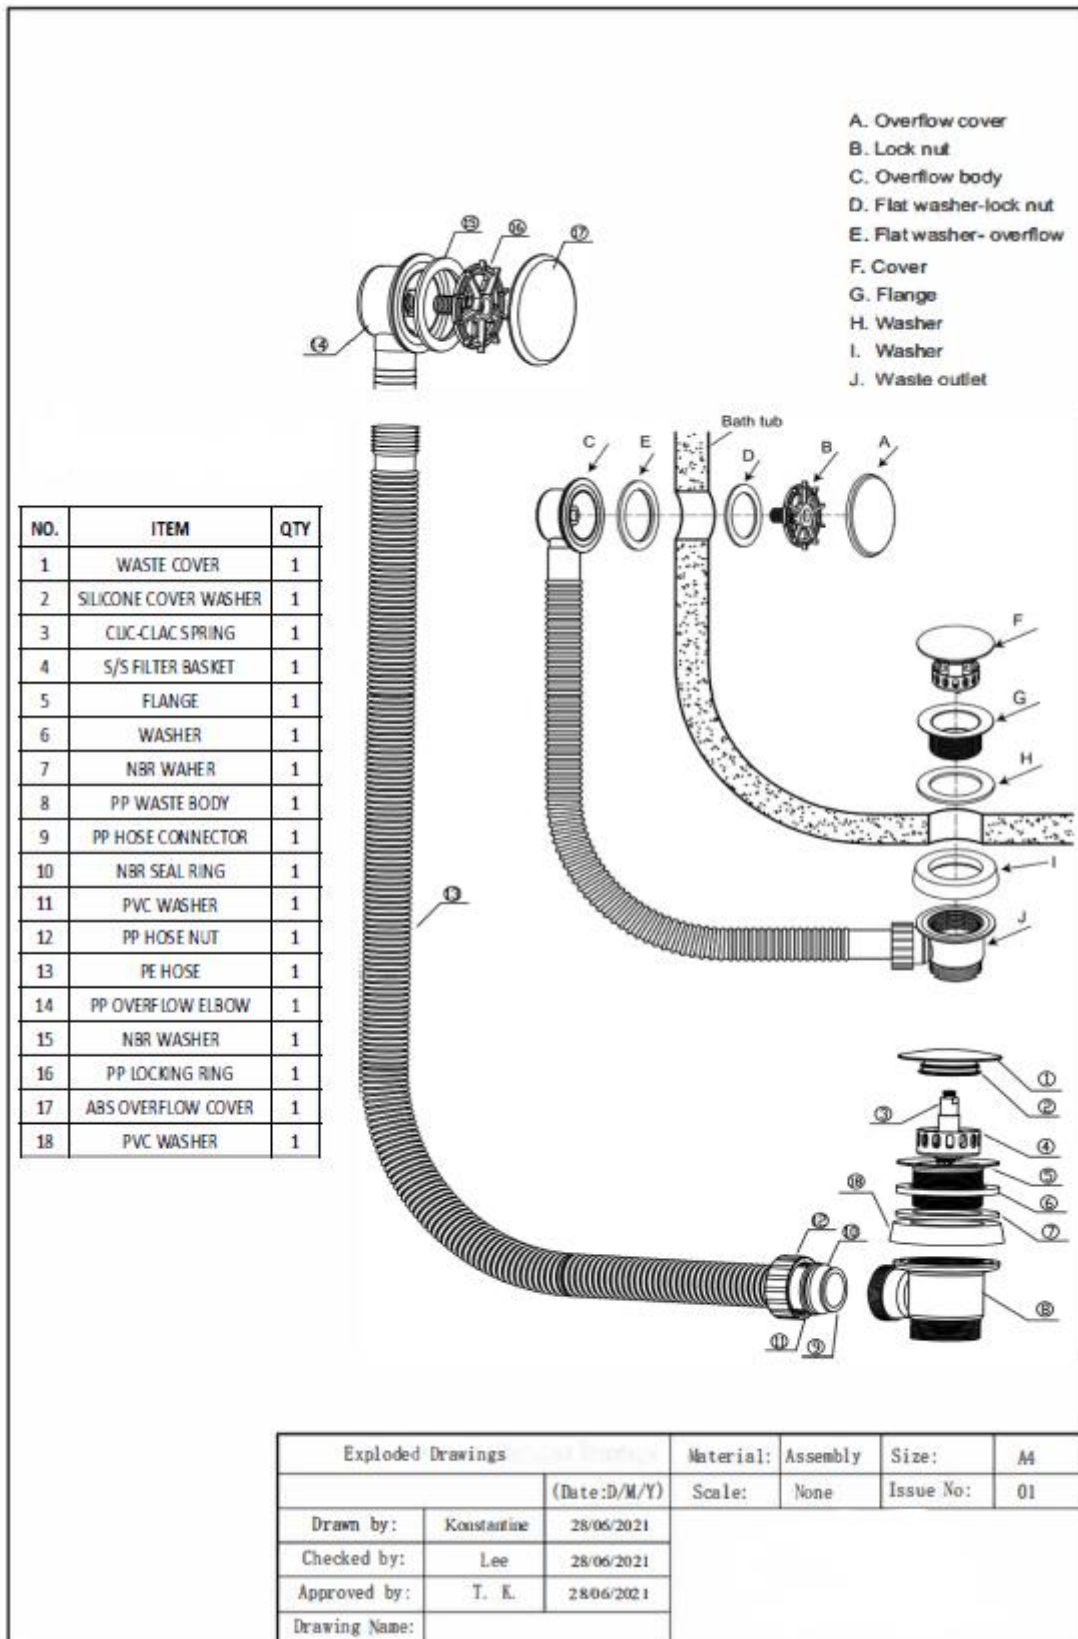 A. Overflow cover
B. Lock nut
C. Overflow body
D. Flat washer-lock nut
E. Flat washer- overflow
F. Cover
G. Flange
H. Washer
I. Washer
J. Waste outlet
⑮
⑯
⑰
⑭
Bath tub
C
E
D
B
A
F
G
H
I
J
NO. ITEM QTY
1 WASTE COVER 1
2 SILICONE COVER WASHER 1
3 CLIC-CLAC SPRING 1
4 S/S FILTER BASKET 1
5 FLANGE 1
6 WASHER 1
7 NBR WAHER 1
8 PP WASTE BODY 1
9 PP HOSE CONNECTOR 1
10 NBR SEAL RING 1
11 PVC WASHER 1
12 PP HOSE NUT 1
13 PE HOSE 1
14 PP OVERFLOW ELBOW 1
15 NBR WASHER 1
16 PP LOCKING RING 1
17 ABS OVERFLOW COVER 1
18 PVC WASHER 1
⑬
①
②
③
④
⑤
⑱
⑥
⑦
⑫
⑩
⑧
⑪
⑨
Exploded Drawings Material: Assembly Size: A4
(Date:D/M/Y) Scale: None Issue No: 01
Drawn by: Konstantine 28/06/2021
Checked by: Lee 28/06/2021
Approved by: T. K. 28/06/2021
Drawing Name: